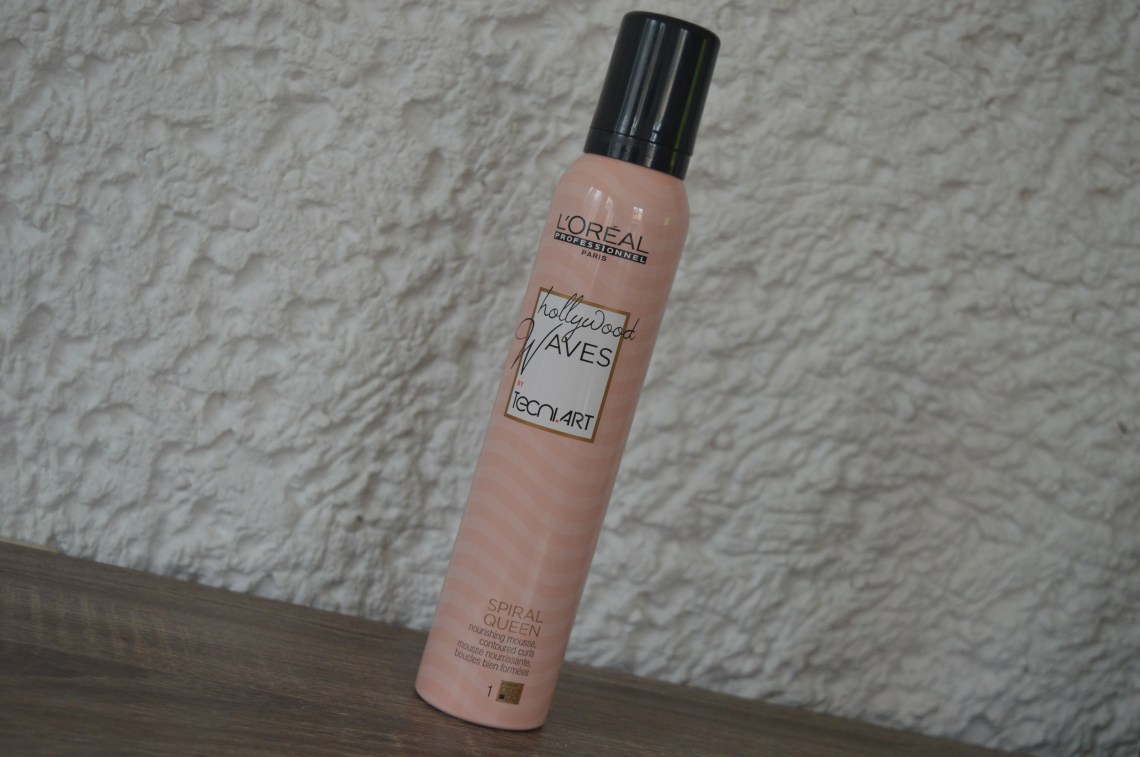 L'ORÉAL
PROFESSIONNEL
PARIS
hollywood
WAVES
BY
Tecni.ART
SPIRAL
QUEEN
nourishing mousse,
contoured curls
mousse nourrissante,
boucles bien formées
1